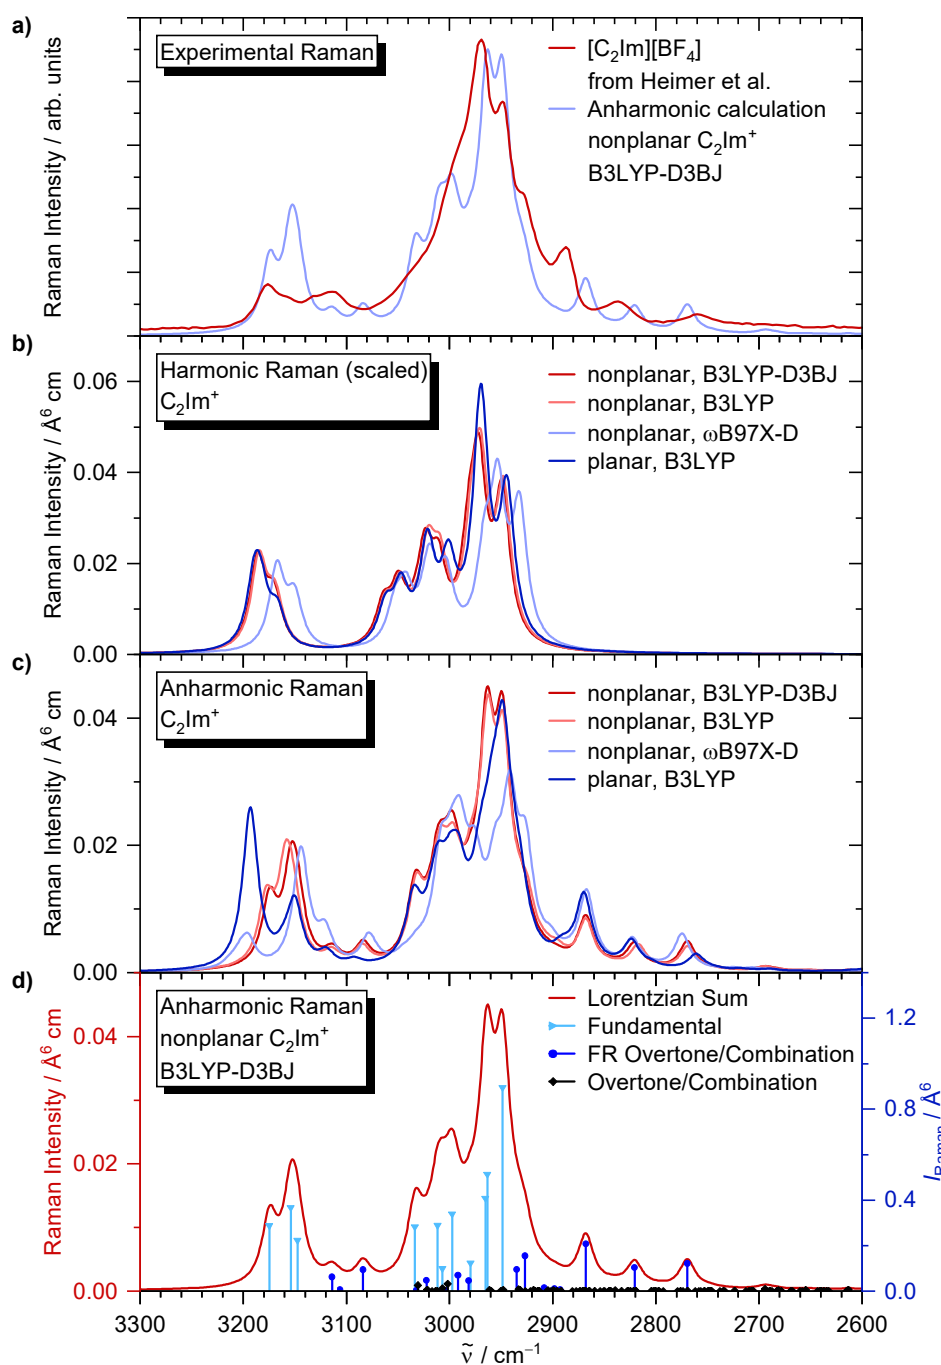 a)
Experimental Raman
[C₂Im][BF₄]
from Heimer et al.
Anharmonic calculation
nonplanar C₂Im⁺
B3LYP-D3BJ
Raman Intensity / arb. units
b)
Harmonic Raman (scaled)
C₂Im⁺
nonplanar, B3LYP-D3BJ
nonplanar, B3LYP
nonplanar, ωB97X-D
planar, B3LYP
Raman Intensity / Å⁶ cm
0.06
0.04
0.02
0.00
c)
Anharmonic Raman
C₂Im⁺
nonplanar, B3LYP-D3BJ
nonplanar, B3LYP
nonplanar, ωB97X-D
planar, B3LYP
Raman Intensity / Å⁶ cm
0.04
0.02
0.00
d)
Anharmonic Raman
nonplanar C₂Im⁺
B3LYP-D3BJ
Lorentzian Sum
Fundamental
FR Overtone/Combination
Overtone/Combination
Raman Intensity / Å⁶ cm
0.04
0.02
0.00
1.2
0.8
0.4
0.0
I_Raman / Å⁶
3300 3200 3100 3000 2900 2800 2700 2600
ν̃ / cm⁻¹